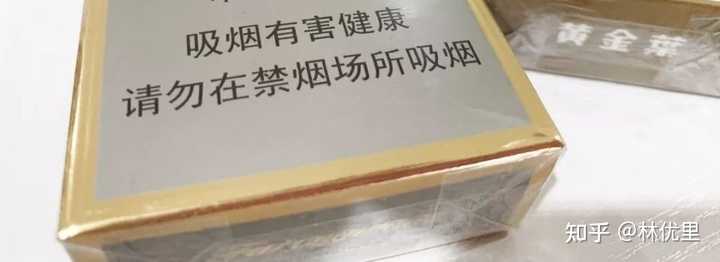 吸烟有害健康
请勿在禁烟场所吸烟
黄金葉
知乎 @林优里